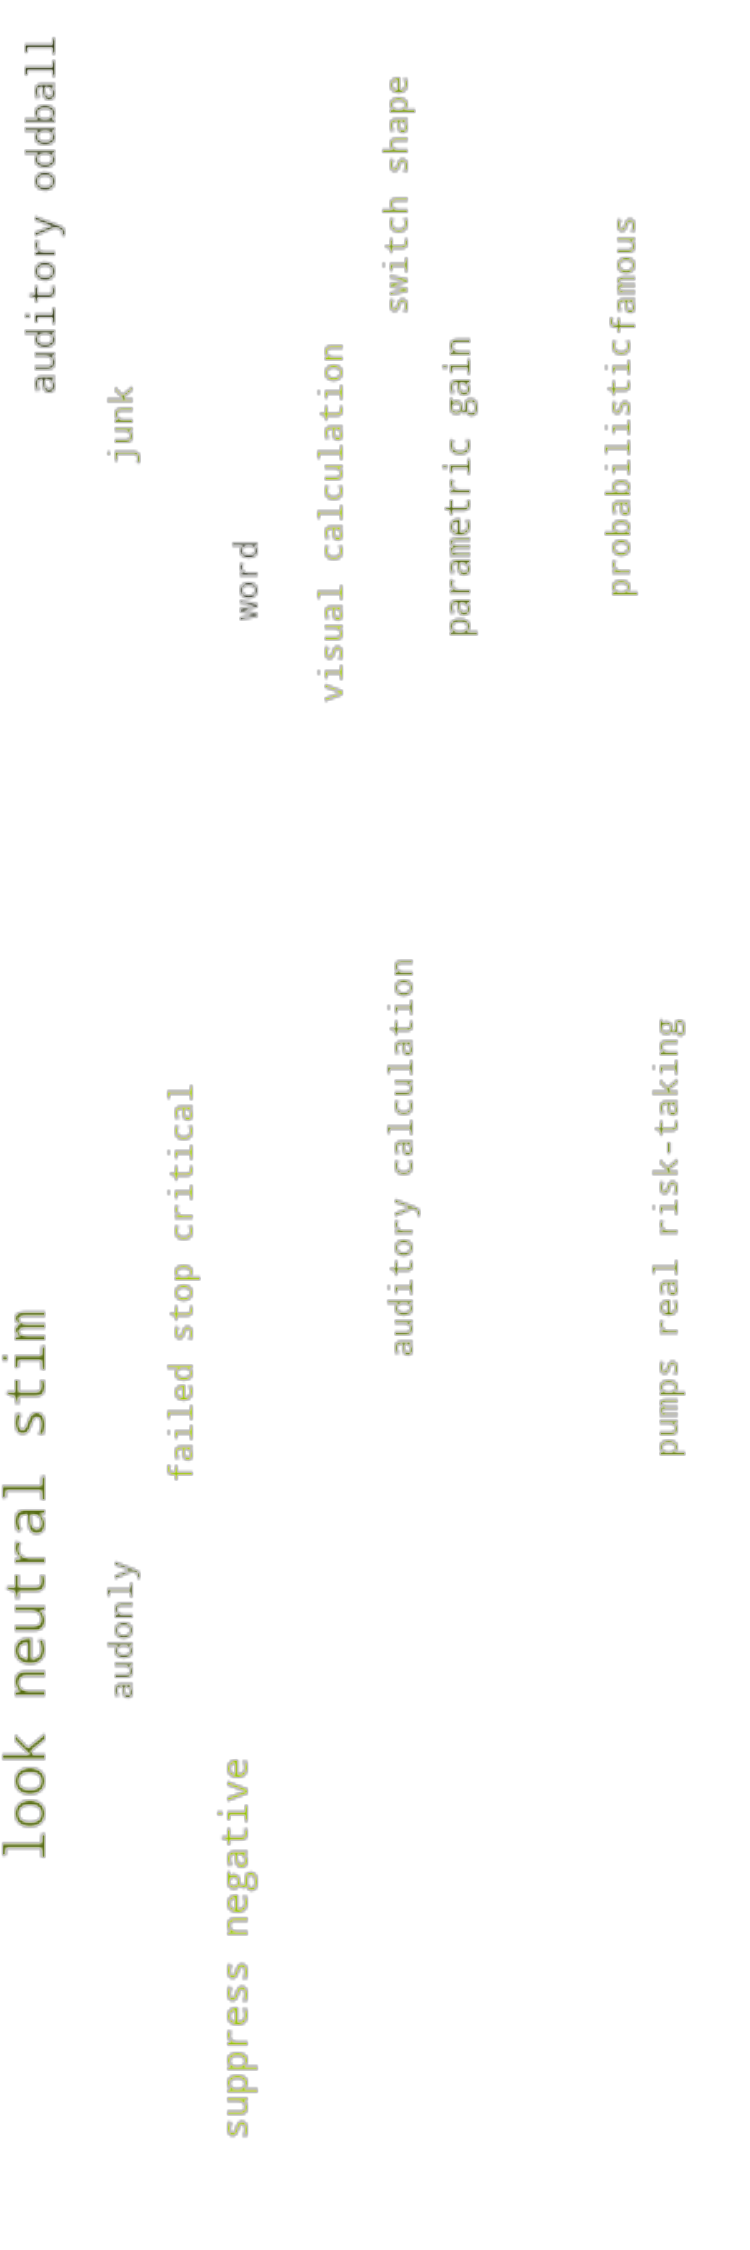 look neutral stim
auditory oddball
audonly
junk
failed stop critical
suppress negative
word
visual calculation
auditory calculation
switch shape
parametric gain
probabilistic
famous
pumps real risk-taking